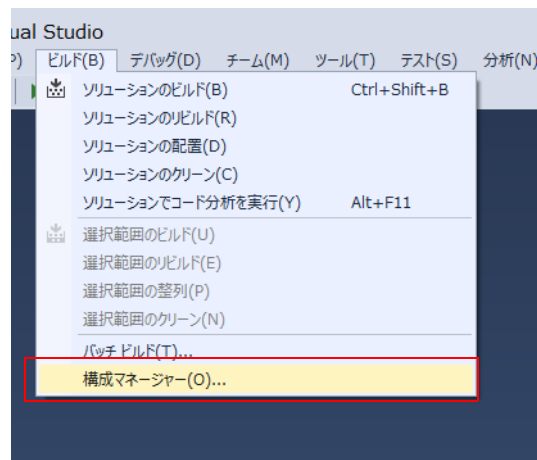 ual Studio
P) ビルド(B) デバッグ(D) チーム(M) ツール(T) テスト(S) 分析(N)
ソリューションのビルド(B) Ctrl+Shift+B
ソリューションのリビルド(R)
ソリューションの配置(D)
ソリューションのクリーン(C)
ソリューションでコード分析を実行(Y) Alt+F11
選択範囲のビルド(U)
選択範囲のリビルド(E)
選択範囲の整列(P)
選択範囲のクリーン(N)
バッチ ビルド(T)...
構成マネージャー(O)...